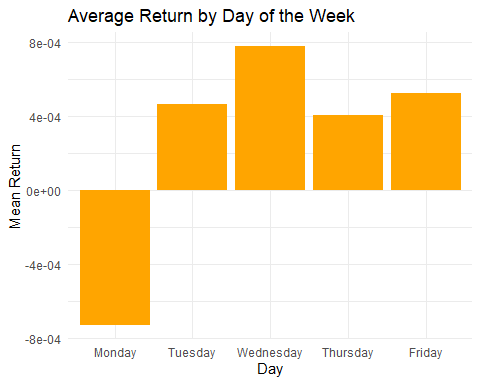 Average Return by Day of the Week
8e-04
4e-04
0e+00
-4e-04
-8e-04
Mean Return
Monday Tuesday Wednesday Thursday Friday
Day